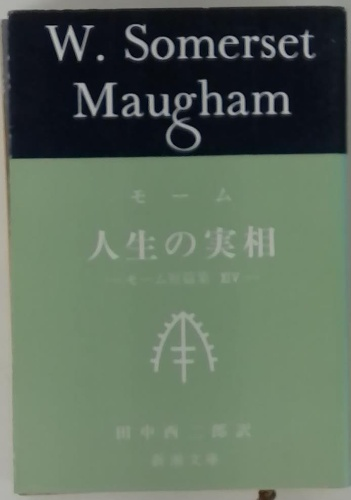 W. Somerset
Maugham
モーム
人生の実相
―モーム短篇集 XIV―
田中西二郎訳
新潮文庫